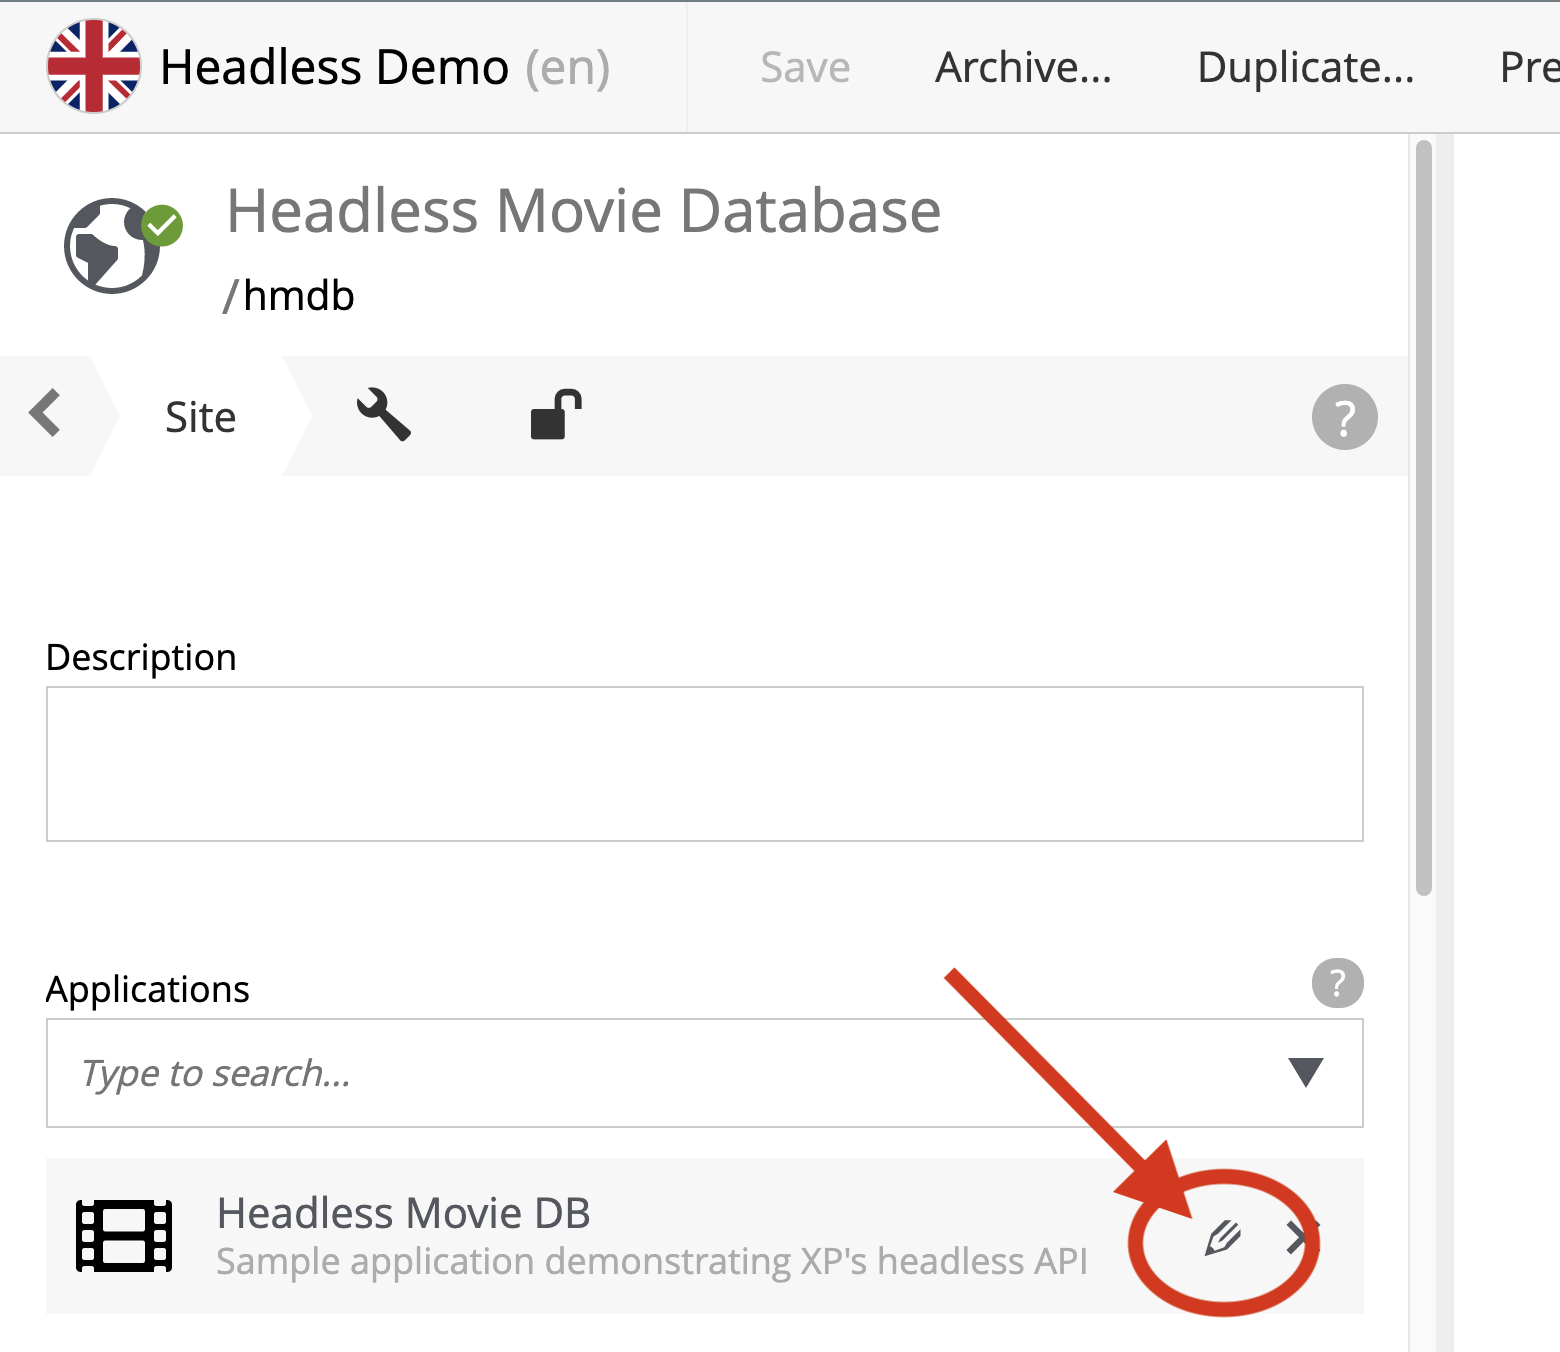 Headless Demo (en)
Save
Archive...
Duplicate...
Pre
Headless Movie Database
/hmdb
Site
?
Description
Applications
?
Type to search...
Headless Movie DB
Sample application demonstrating XP's headless API